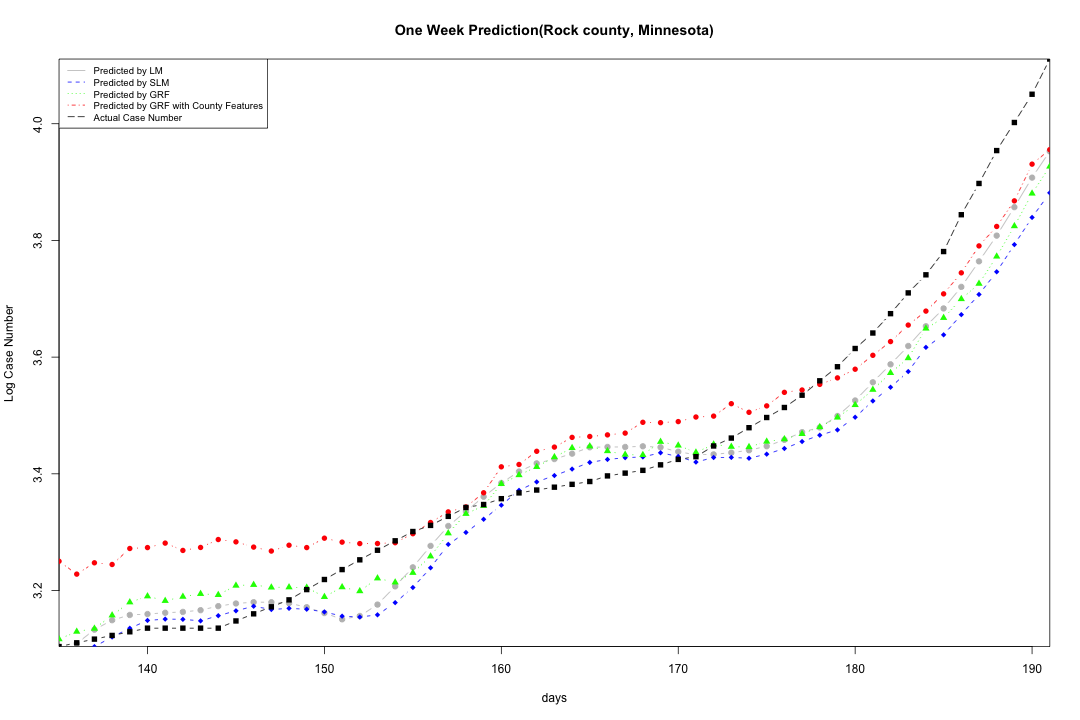 One Week Prediction(Rock county, Minnesota)
Predicted by LM
Predicted by SLM
Predicted by GRF
Predicted by GRF with County Features
Actual Case Number
4.0
3.8
3.6
3.4
3.2
Log Case Number
140 150 160 170 180 190
days